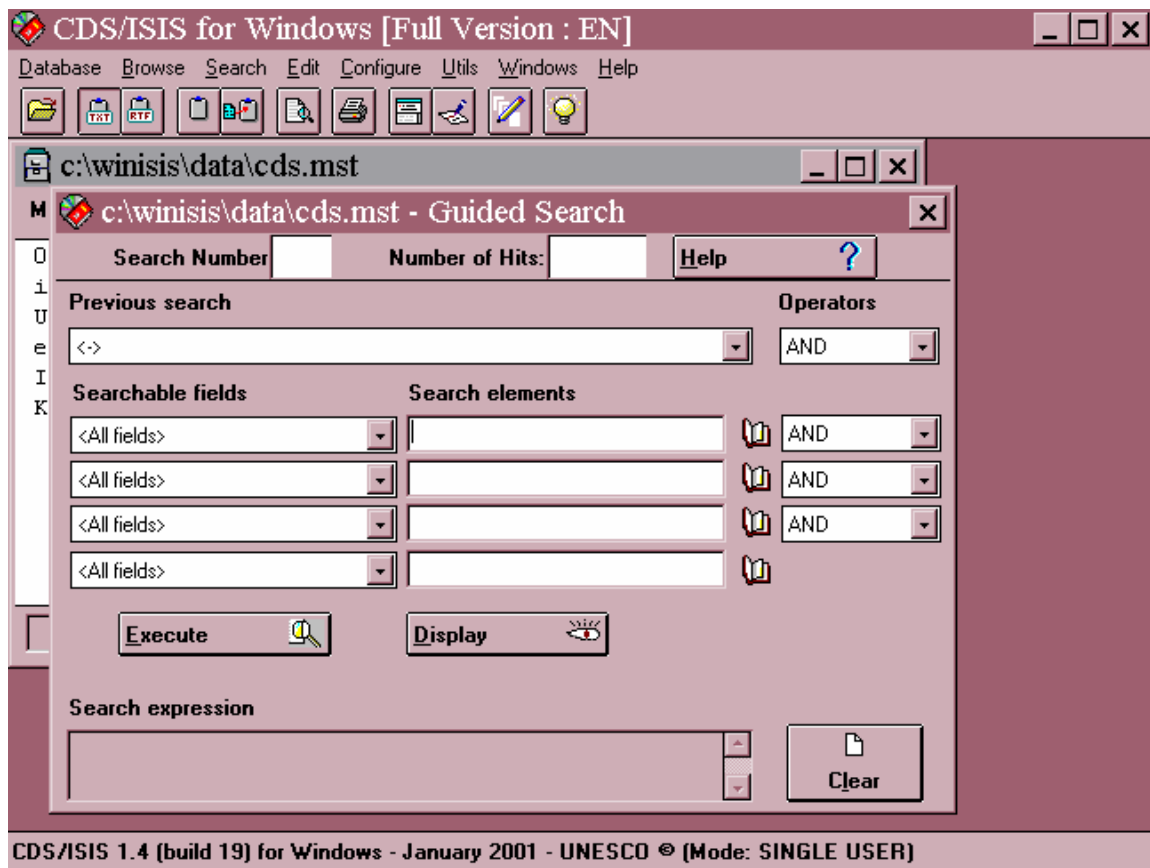 CDS/ISIS for Windows [Full Version : EN]
Database Browse Search Edit Configure Utils Windows Help
TXT RTF
c:\winisis\data\cds.mst
M c:\winisis\data\cds.mst - Guided Search
Search Number Number of Hits: Help ?
Previous search Operators
<-> AND
Searchable fields Search elements
<All fields> AND
<All fields> AND
<All fields> AND
<All fields>
O
i
U
e
I
K
Execute Display
Search expression
Clear
CDS/ISIS 1.4 (build 19) for Windows - January 2001 - UNESCO © (Mode: SINGLE USER)